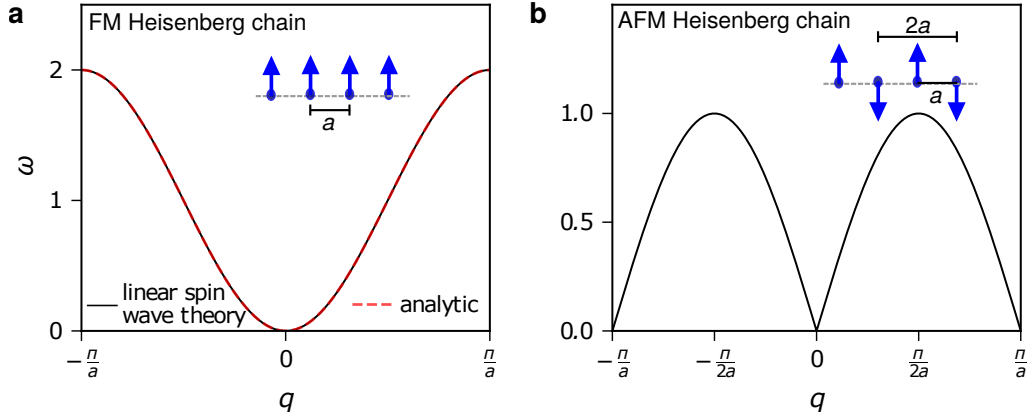 a
FM Heisenberg chain
2
1
0
ω
a
linear spin
wave theory
analytic
−π/a
0
π/a
q
b
AFM Heisenberg chain
2a
a
1.0
0.5
0.0
−π/a
−π/2a
0
π/2a
π/a
q